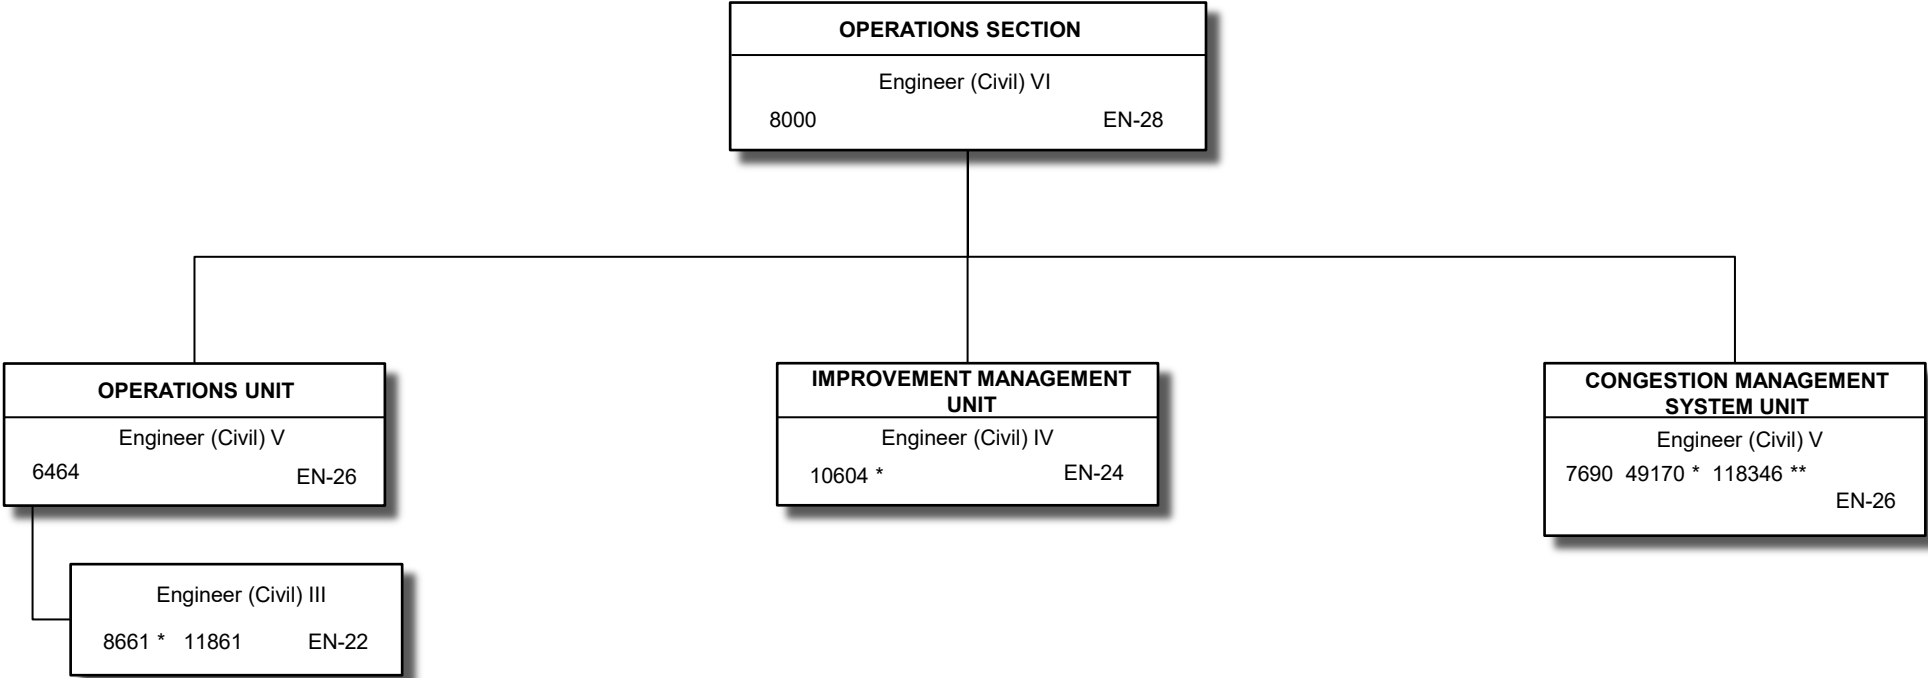 OPERATIONS SECTION
Engineer (Civil) VI
8000 EN-28
OPERATIONS UNIT
Engineer (Civil) V
6464 EN-26
Engineer (Civil) III
8661 * 11861 EN-22
IMPROVEMENT MANAGEMENT
UNIT
Engineer (Civil) IV
10604 * EN-24
CONGESTION MANAGEMENT
SYSTEM UNIT
Engineer (Civil) V
7690 49170 * 118346 **
EN-26